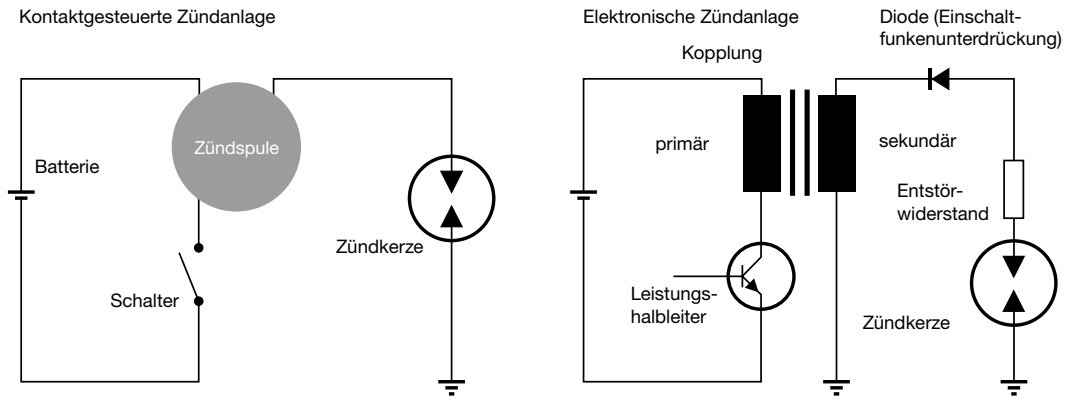 Kontaktgesteuerte Zündanlage
Zündspule
Batterie
Zündkerze
Schalter
Elektronische Zündanlage
Diode (Einschalt-
funkenunterdrückung)
Kopplung
primär
sekundär
Entstör-
widerstand
Leistungs-
halbleiter
Zündkerze